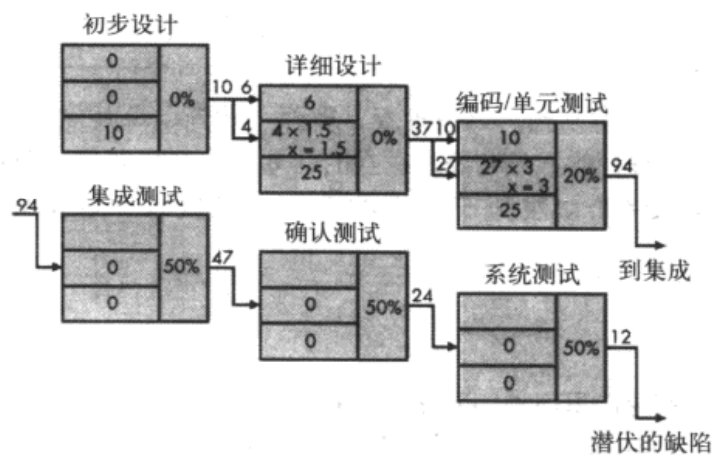 初步设计
0
0
10
0%
10 6
4
详细设计
6
4 × 1.5
x = 1.5
25
0%
37 10
27
编码/单元测试
10
27 × 3
x = 3
25
20%
94
到集成
94
集成测试
0
0
50%
47
确认测试
0
0
50%
24
系统测试
0
0
50%
12
潜伏的缺陷